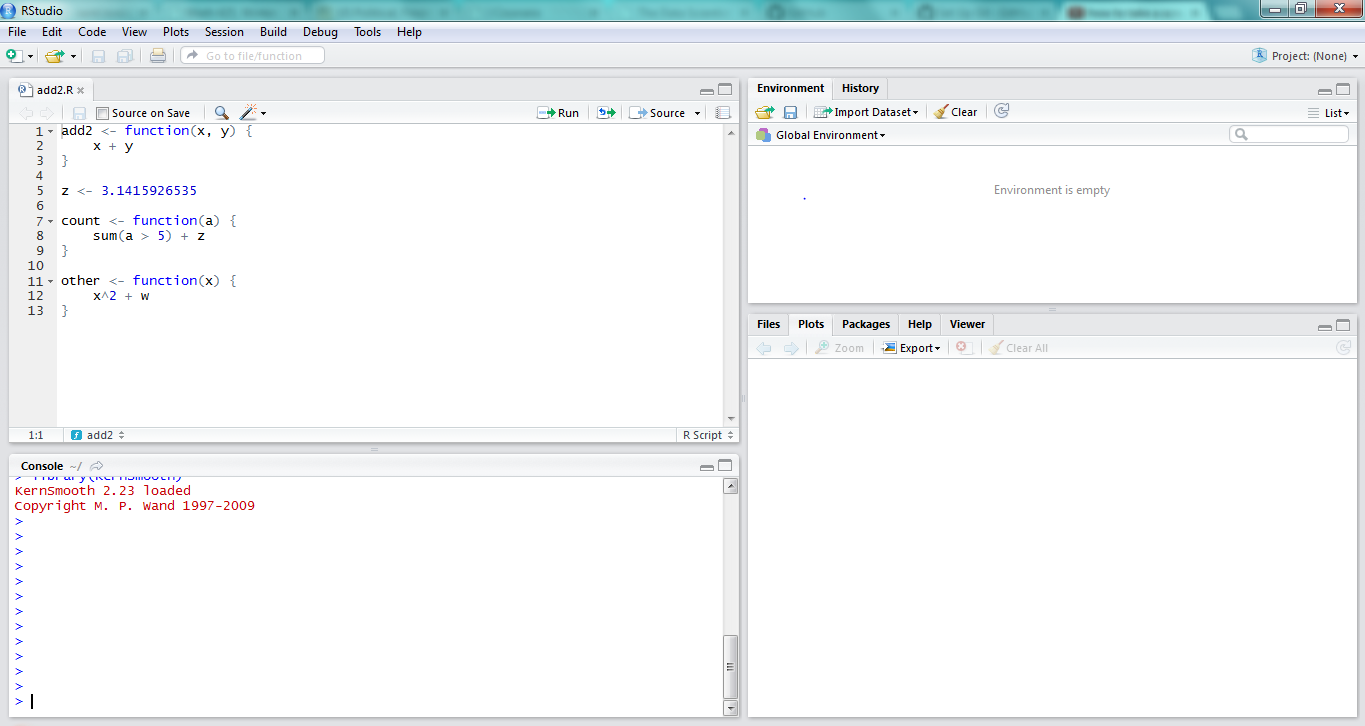 RStudio
File Edit Code View Plots Session Build Debug Tools Help
Go to file/function
Project: (None)
add2.R
Source on Save
Run
Source
1 add2 <- function(x, y) {
2     x + y
3 }
4
5 z <- 3.1415926535
6
7 count <- function(a) {
8     sum(a > 5) + z
9 }
10
11 other <- function(x) {
12     x^2 + w
13 }
1:1 add2 R Script
Console ~/
> library(KernSmooth)
KernSmooth 2.23 loaded
Copyright M. P. Wand 1997-2009
>
>
>
>
>
>
>
>
>
>
>
>
>
Environment History
Import Dataset Clear List
Global Environment
Environment is empty
Files Plots Packages Help Viewer
Zoom Export Clear All